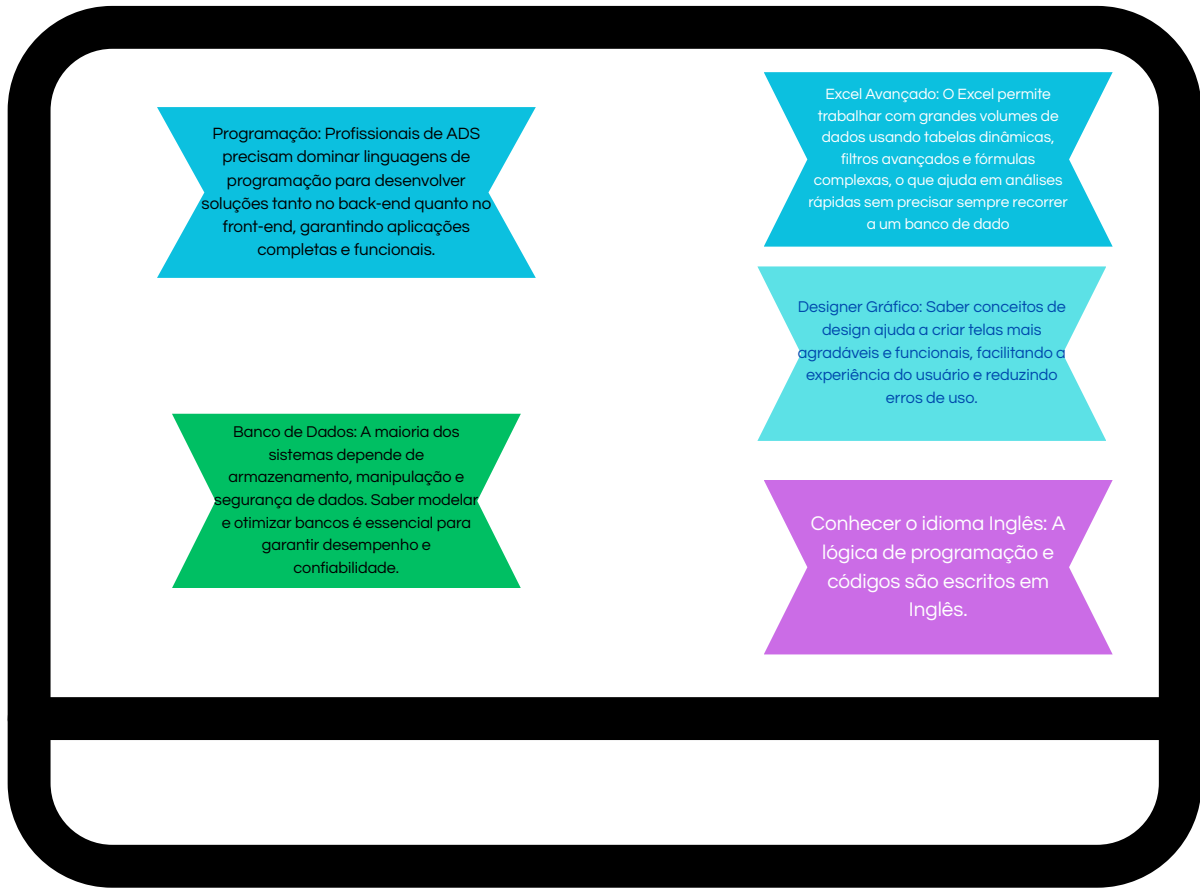 Programação: Profissionais de ADS
precisam dominar linguagens de
programação para desenvolver
soluções tanto no back-end quanto no
front-end, garantindo aplicações
completas e funcionais.
Banco de Dados: A maioria dos
sistemas depende de
armazenamento, manipulação e
segurança de dados. Saber modelar
e otimizar bancos é essencial para
garantir desempenho e
confiabilidade.
Excel Avançado: O Excel permite
trabalhar com grandes volumes de
dados usando tabelas dinâmicas,
filtros avançados e fórmulas
complexas, o que ajuda em análises
rápidas sem precisar sempre recorrer
a um banco de dado
Designer Gráfico: Saber conceitos de
design ajuda a criar telas mais
agradáveis e funcionais, facilitando a
experiência do usuário e reduzindo
erros de uso.
Conhecer o idioma Inglês: A
lógica de programação e
códigos são escritos em
Inglês.